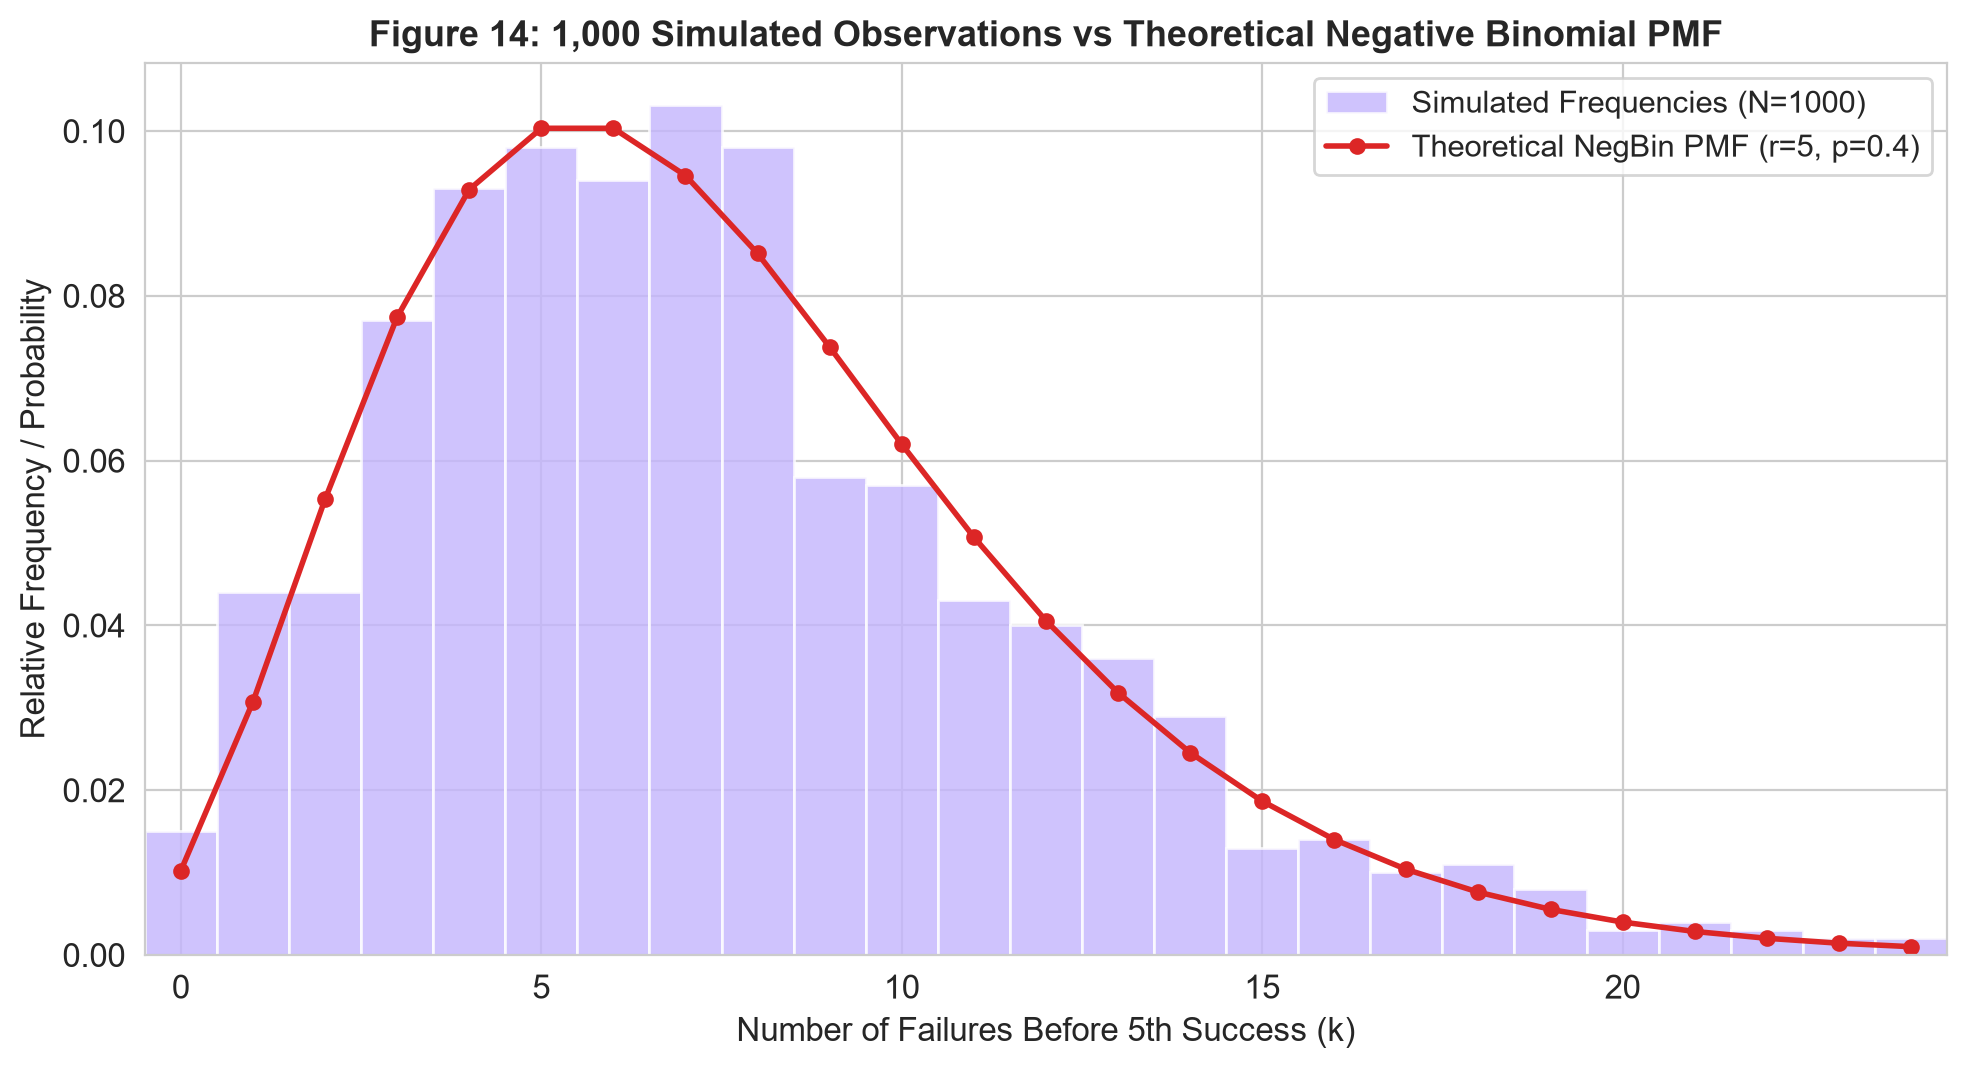 Figure 14: 1,000 Simulated Observations vs Theoretical Negative Binomial PMF
Simulated Frequencies (N=1000)
Theoretical NegBin PMF (r=5, p=0.4)
Relative Frequency / Probability
0.10
0.08
0.06
0.04
0.02
0.00
0 5 10 15 20
Number of Failures Before 5th Success (k)